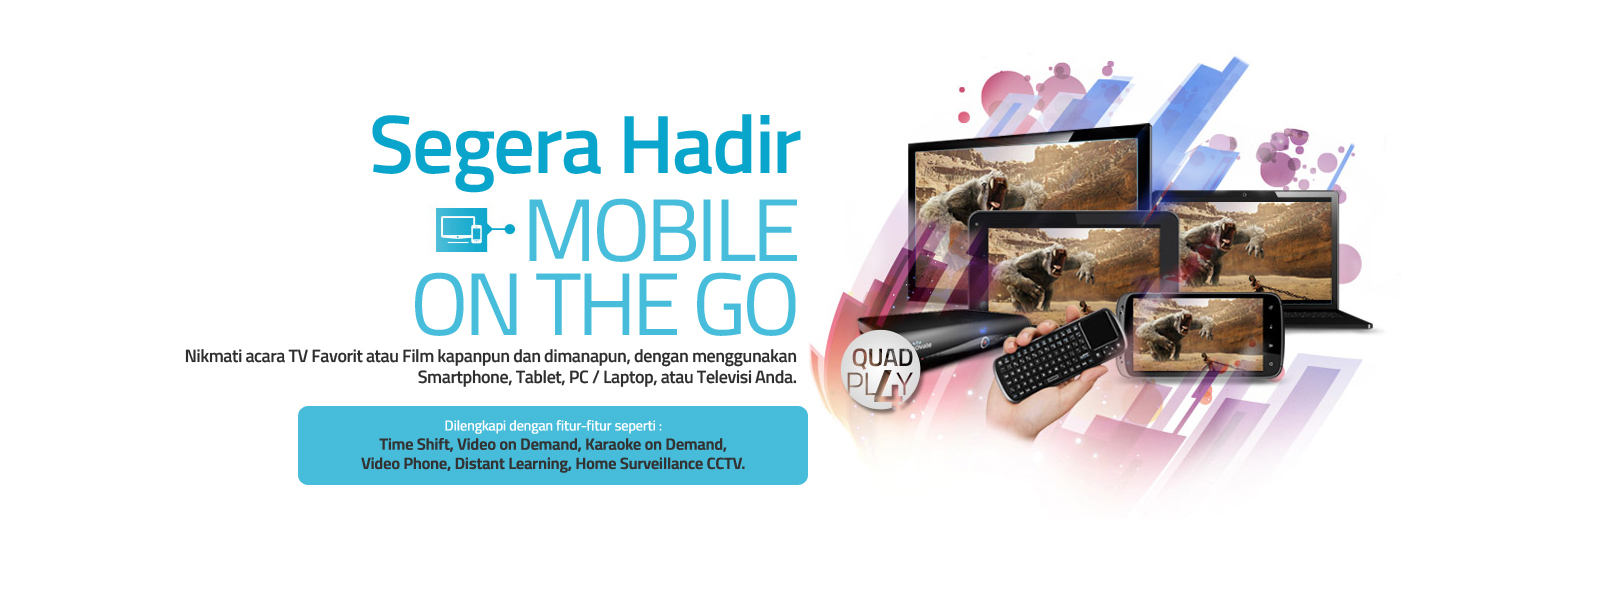 Segera Hadir
MOBILE
ON THE GO
Nikmati acara TV Favorit atau Film kapanpun dan dimanapun, dengan menggunakan
Smartphone, Tablet, PC / Laptop, atau Televisi Anda.
Dilengkapi dengan fitur-fitur seperti :
Time Shift, Video on Demand, Karaoke on Demand,
Video Phone, Distant Learning, Home Surveillance CCTV.
QUAD
PL4Y